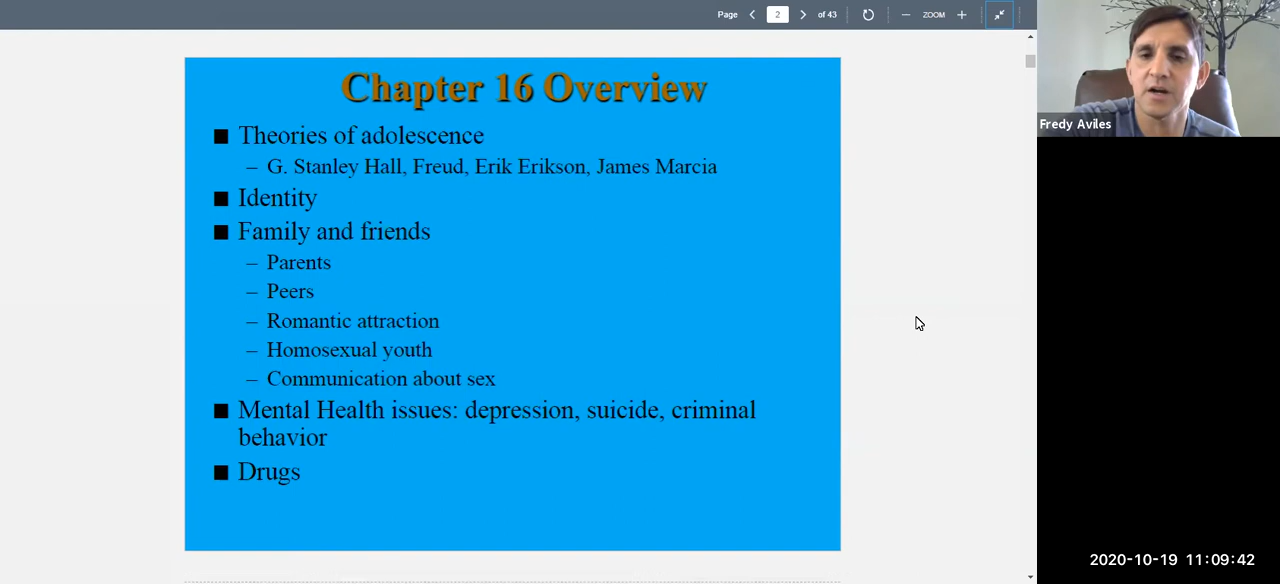 Page 2 of 43 ZOOM
Chapter 16 Overview
■ Theories of adolescence
– G. Stanley Hall, Freud, Erik Erikson, James Marcia
■ Identity
■ Family and friends
– Parents
– Peers
– Romantic attraction
– Homosexual youth
– Communication about sex
■ Mental Health issues: depression, suicide, criminal
behavior
■ Drugs
Fredy Aviles
2020-10-19 11:09:42